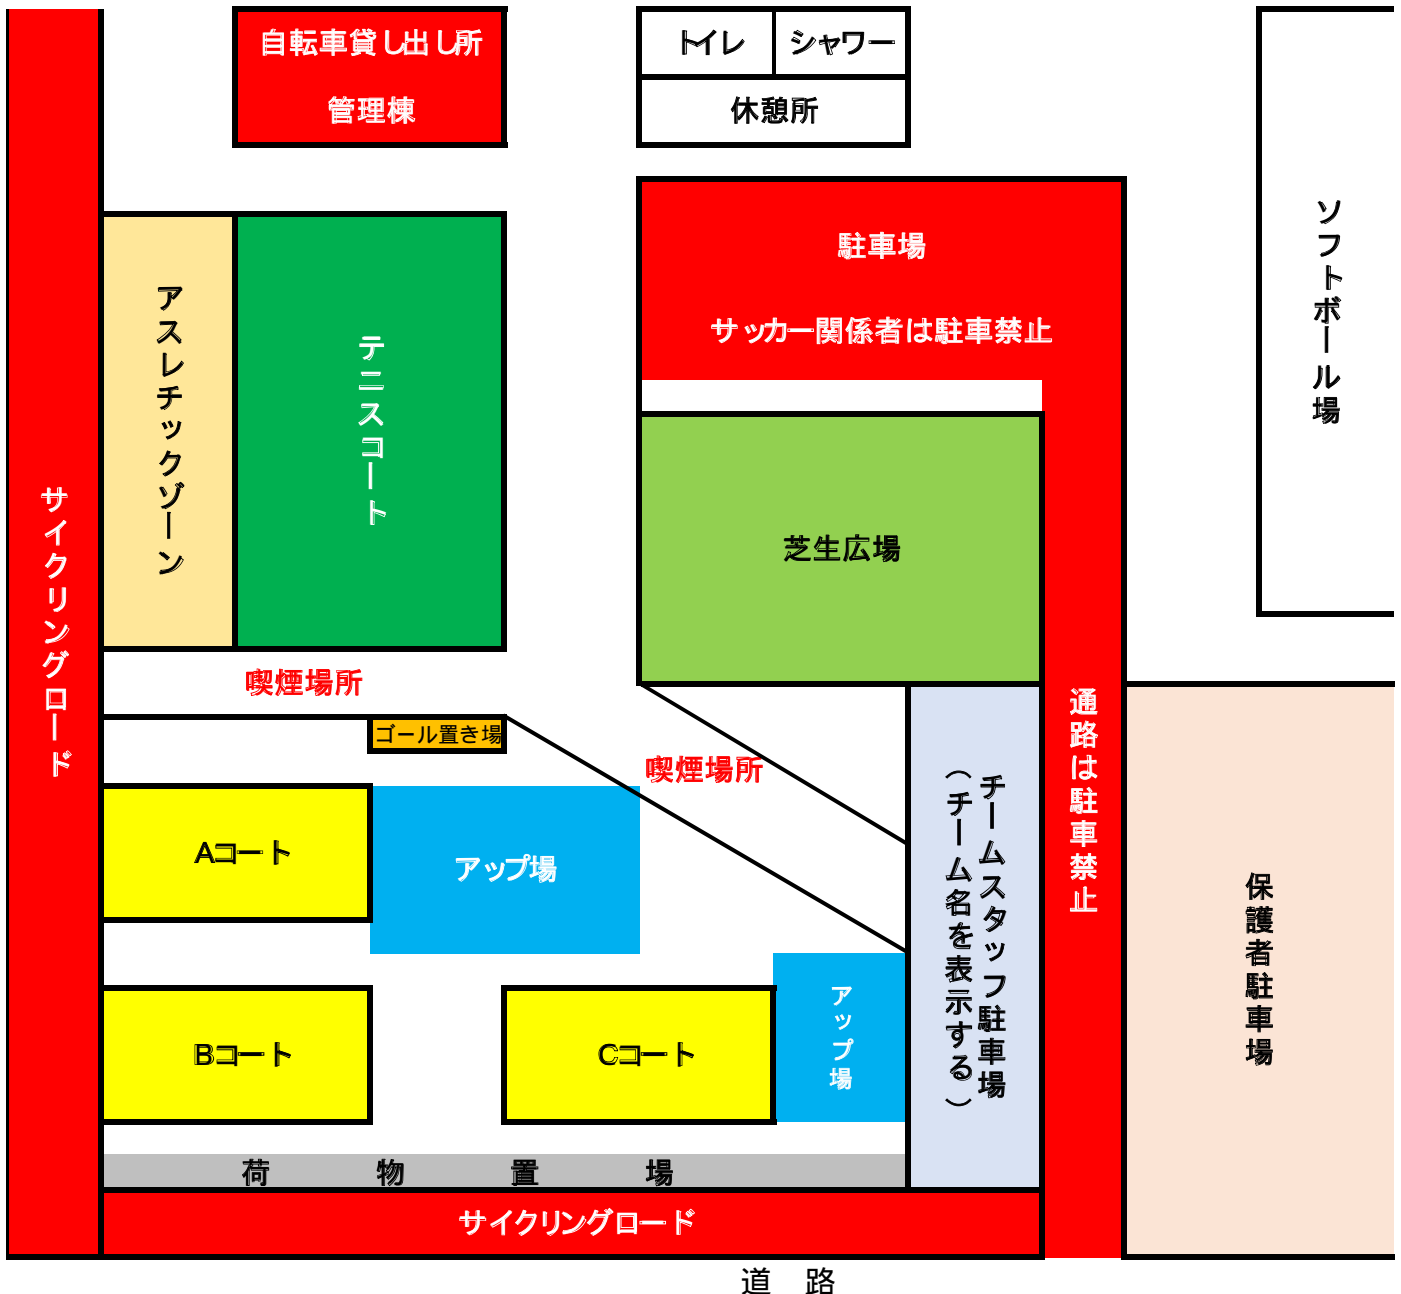 自転車貸し出し所
管理棟
トイレ
シャワー
休憩所
駐車場
サッカー関係者は駐車禁止
ソフトボール場
アスレチックゾーン
テニスコート
サイクリングロード
芝生広場
喫煙場所
ゴール置き場
喫煙場所
通路は駐車禁止
チームスタッフ駐車場
(チーム名を表示する)
保護者駐車場
Aコート
アップ場
Bコート
Cコート
アップ場
荷物置場
サイクリングロード
道 路